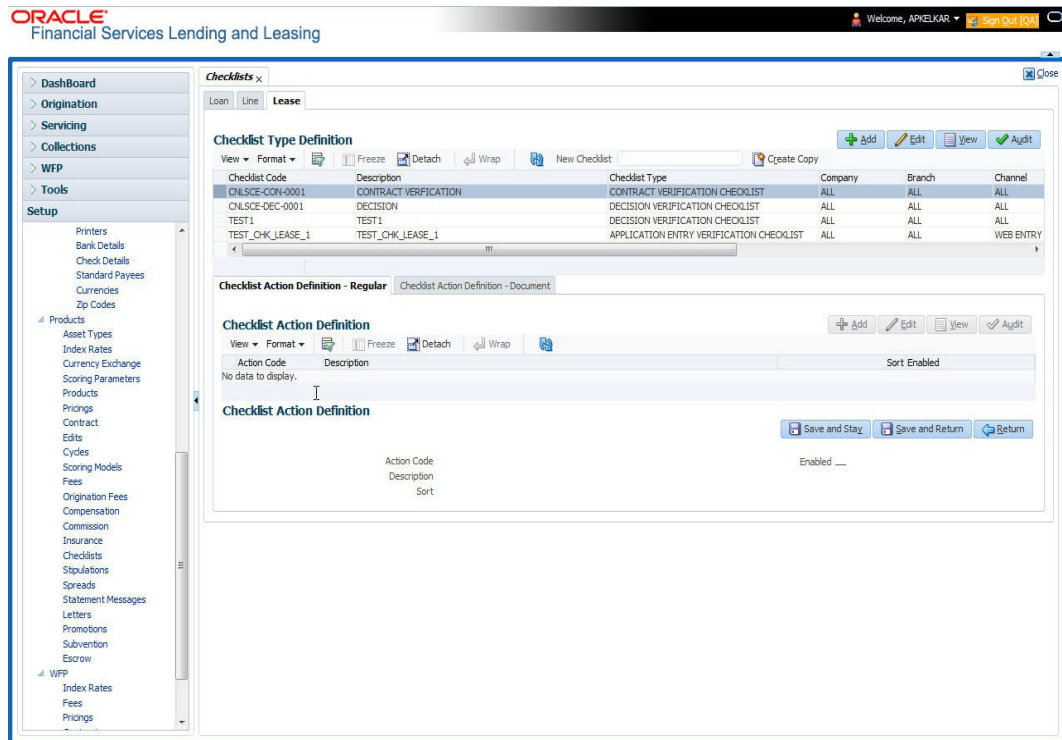 ORACLE
Financial Services Lending and Leasing
Welcome, APKELKAR
Sign Out [QA]
Close
DashBoard
Origination
Servicing
Collections
WFP
Tools
Setup
Printers
Bank Details
Check Details
Standard Payees
Currencies
Zip Codes
Products
Asset Types
Index Rates
Currency Exchange
Scoring Parameters
Products
Pricings
Contract
Edits
Cycles
Scoring Models
Fees
Origination Fees
Compensation
Commission
Insurance
Checklists
Stipulations
Spreads
Statement Messages
Letters
Promotions
Subvention
Escrow
WFP
Index Rates
Fees
Pricings
Checklists
Loan Line Lease
Checklist Type Definition
Add Edit View Audit
View Format Freeze Detach Wrap New Checklist Create Copy
Checklist Code Description Checklist Type Company Branch Channel
CNLSCE-CON-0001 CONTRACT VERFICATION CONTRACT VERIFICATION CHECKLIST ALL ALL ALL
CNLSCE-DEC-0001 DECISION DECISION VERIFICATION CHECKLIST ALL ALL ALL
TEST1 TEST1 DECISION VERIFICATION CHECKLIST ALL ALL ALL
TEST_CHK_LEASE_1 TEST_CHK_LEASE_1 APPLICATION ENTRY VERIFICATION CHECKLIST ALL ALL WEB ENTRY
Checklist Action Definition - Regular Checklist Action Definition - Document
Checklist Action Definition
Add Edit View Audit
View Format Freeze Detach Wrap
Action Code Description Sort Enabled
No data to display.
Checklist Action Definition
Save and Stay Save and Return Return
Action Code Enabled
Description
Sort